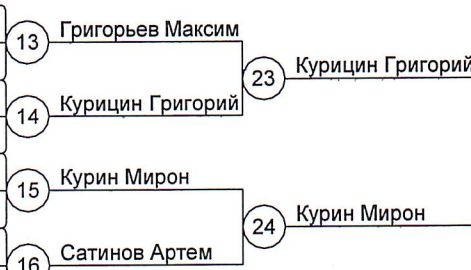 13 Григорьев Максим
23 Курицин Григорий
14 Курицин Григорий
15 Курин Мирон
24 Курин Мирон
16 Сатинов Артем